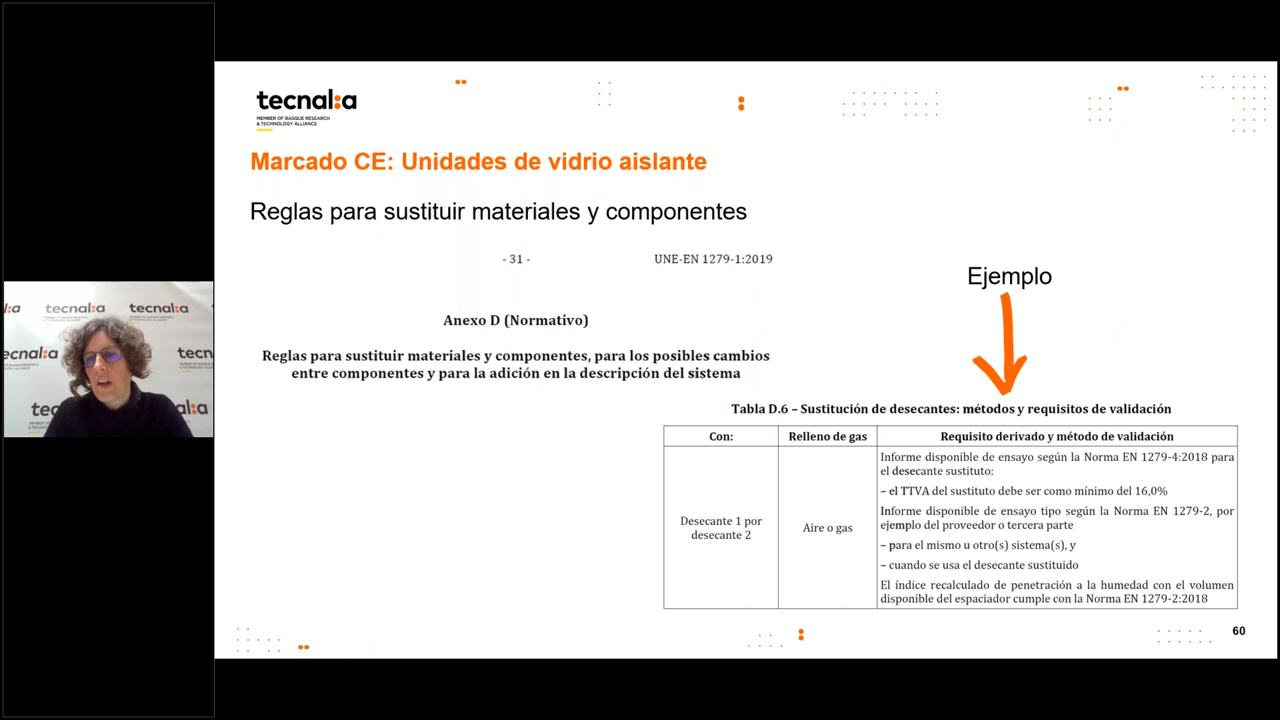 tecnal:a
MEMBER OF BASQUE RESEARCH
& TECHNOLOGY ALLIANCE
Marcado CE: Unidades de vidrio aislante
Reglas para sustituir materiales y componentes
- 31 -
UNE-EN 1279-1:2019
Ejemplo
Anexo D (Normativo)
Reglas para sustituir materiales y componentes, para los posibles cambios
entre componentes y para la adición en la descripción del sistema
Tabla D.6 – Sustitución de desecantes: métodos y requisitos de validación
Con:
Relleno de gas
Requisito derivado y método de validación
Desecante 1 por
desecante 2
Aire o gas
Informe disponible de ensayo según la Norma EN 1279-4:2018 para
el desecante sustituto:
– el TTVA del sustituto debe ser como mínimo del 16,0%
Informe disponible de ensayo tipo según la Norma EN 1279-2, por
ejemplo del proveedor o tercera parte
– para el mismo u otro(s) sistema(s), y
– cuando se usa el desecante sustituido
El índice recalculado de penetración a la humedad con el volumen
disponible del espaciador cumple con la Norma EN 1279-2:2018
60
tecnal:a
tecnal:a